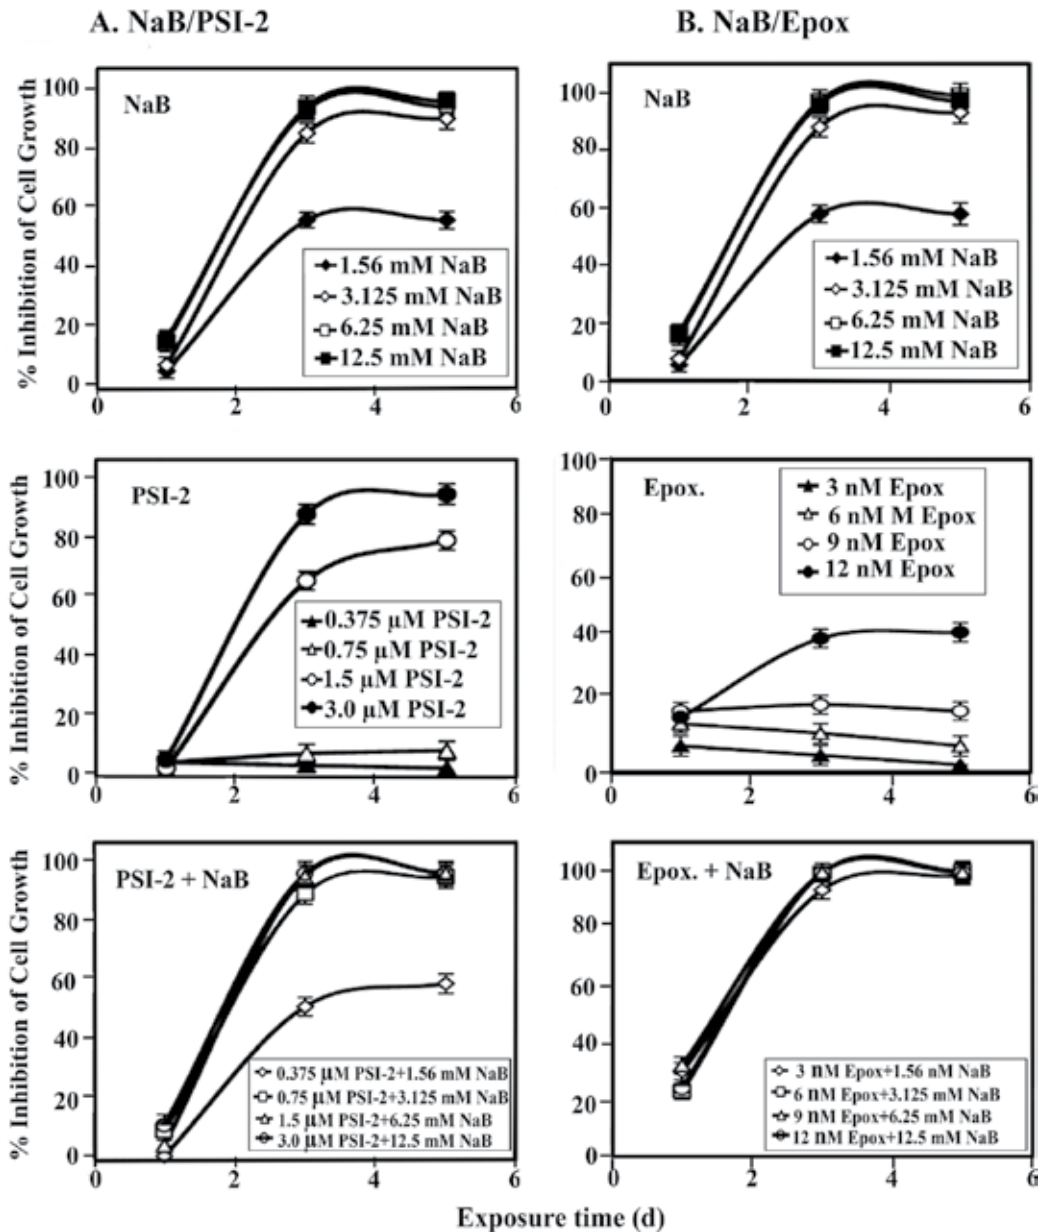 A. NaB/PSI-2
B. NaB/Epox
% Inhibition of Cell Growth
100
80
60
40
20
0
NaB
1.56 mM NaB
3.125 mM NaB
6.25 mM NaB
12.5 mM NaB
0 2 4 6
100
80
60
40
20
0
NaB
1.56 mM NaB
3.125 mM NaB
6.25 mM NaB
12.5 mM NaB
0 2 4 6
% Inhibition of Cell Growth
100
80
60
40
20
0
PSI-2
0.375 µM PSI-2
0.75 µM PSI-2
1.5 µM PSI-2
3.0 µM PSI-2
0 2 4 6
100
80
60
40
20
0
Epox.
3 nM Epox
6 nM M Epox
9 nM Epox
12 nM Epox
0 2 4 6
% Inhibition of Cell Growth
100
80
60
40
20
0
PSI-2 + NaB
0.375 µM PSI-2+1.56 mM NaB
0.75 µM PSI-2+3.125 mM NaB
1.5 µM PSI-2+6.25 mM NaB
3.0 µM PSI-2+12.5 mM NaB
0 2 4 6
100
80
60
40
20
0
Epox. + NaB
3 nM Epox+1.56 nM NaB
6 nM Epox+3.125 mM NaB
9 nM Epox+6.25 mM NaB
12 nM Epox+12.5 mM NaB
0 2 4 6
Exposure time (d)